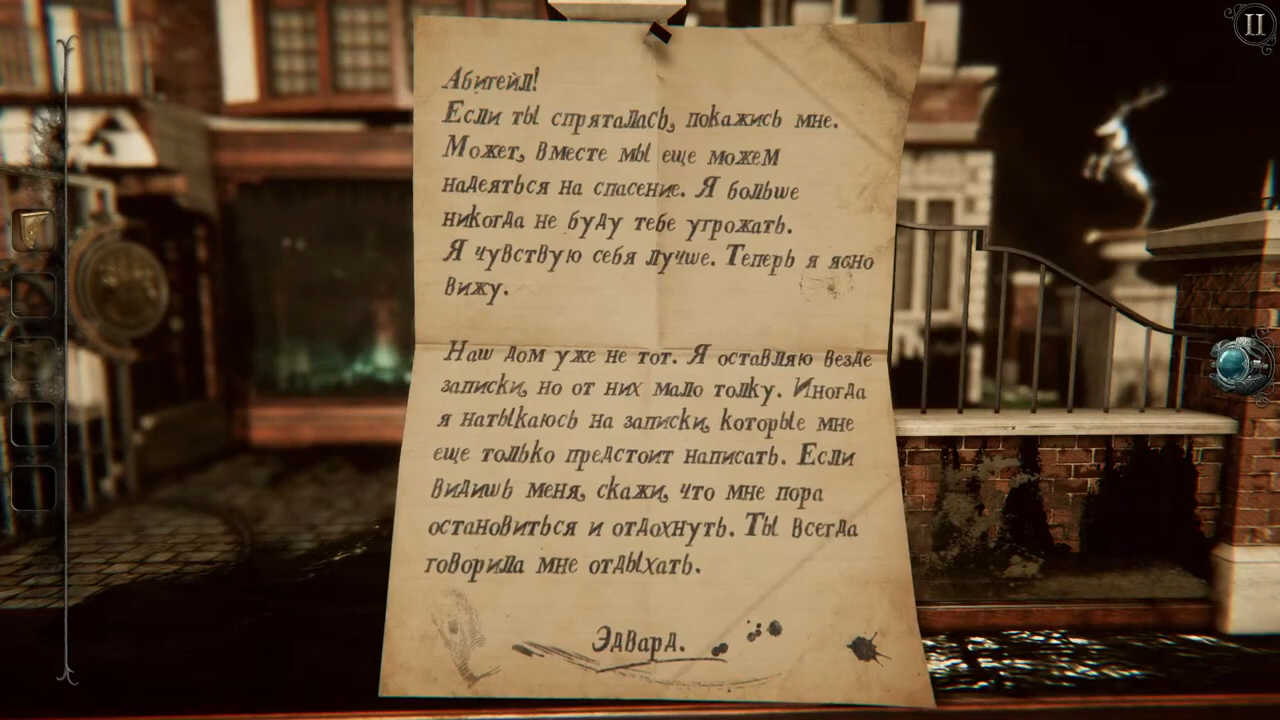 Абигейл!
Если ты спряталась, покажись мне.
Может, вместе мы еще можем
надеяться на спасение. Я больше
никогда не буду тебе угрожать.
Я чувствую себя лучше. Теперь я ясно
вижу.
Наш дом уже не тот. Я оставляю везде
записки, но от них мало толку. Иногда
я натыкаюсь на записки, которые мне
еще только предстоит написать. Если
видишь меня, скажи, что мне пора
остановиться и отдохнуть. Ты всегда
говорила мне отдыхать.
Эдвард.